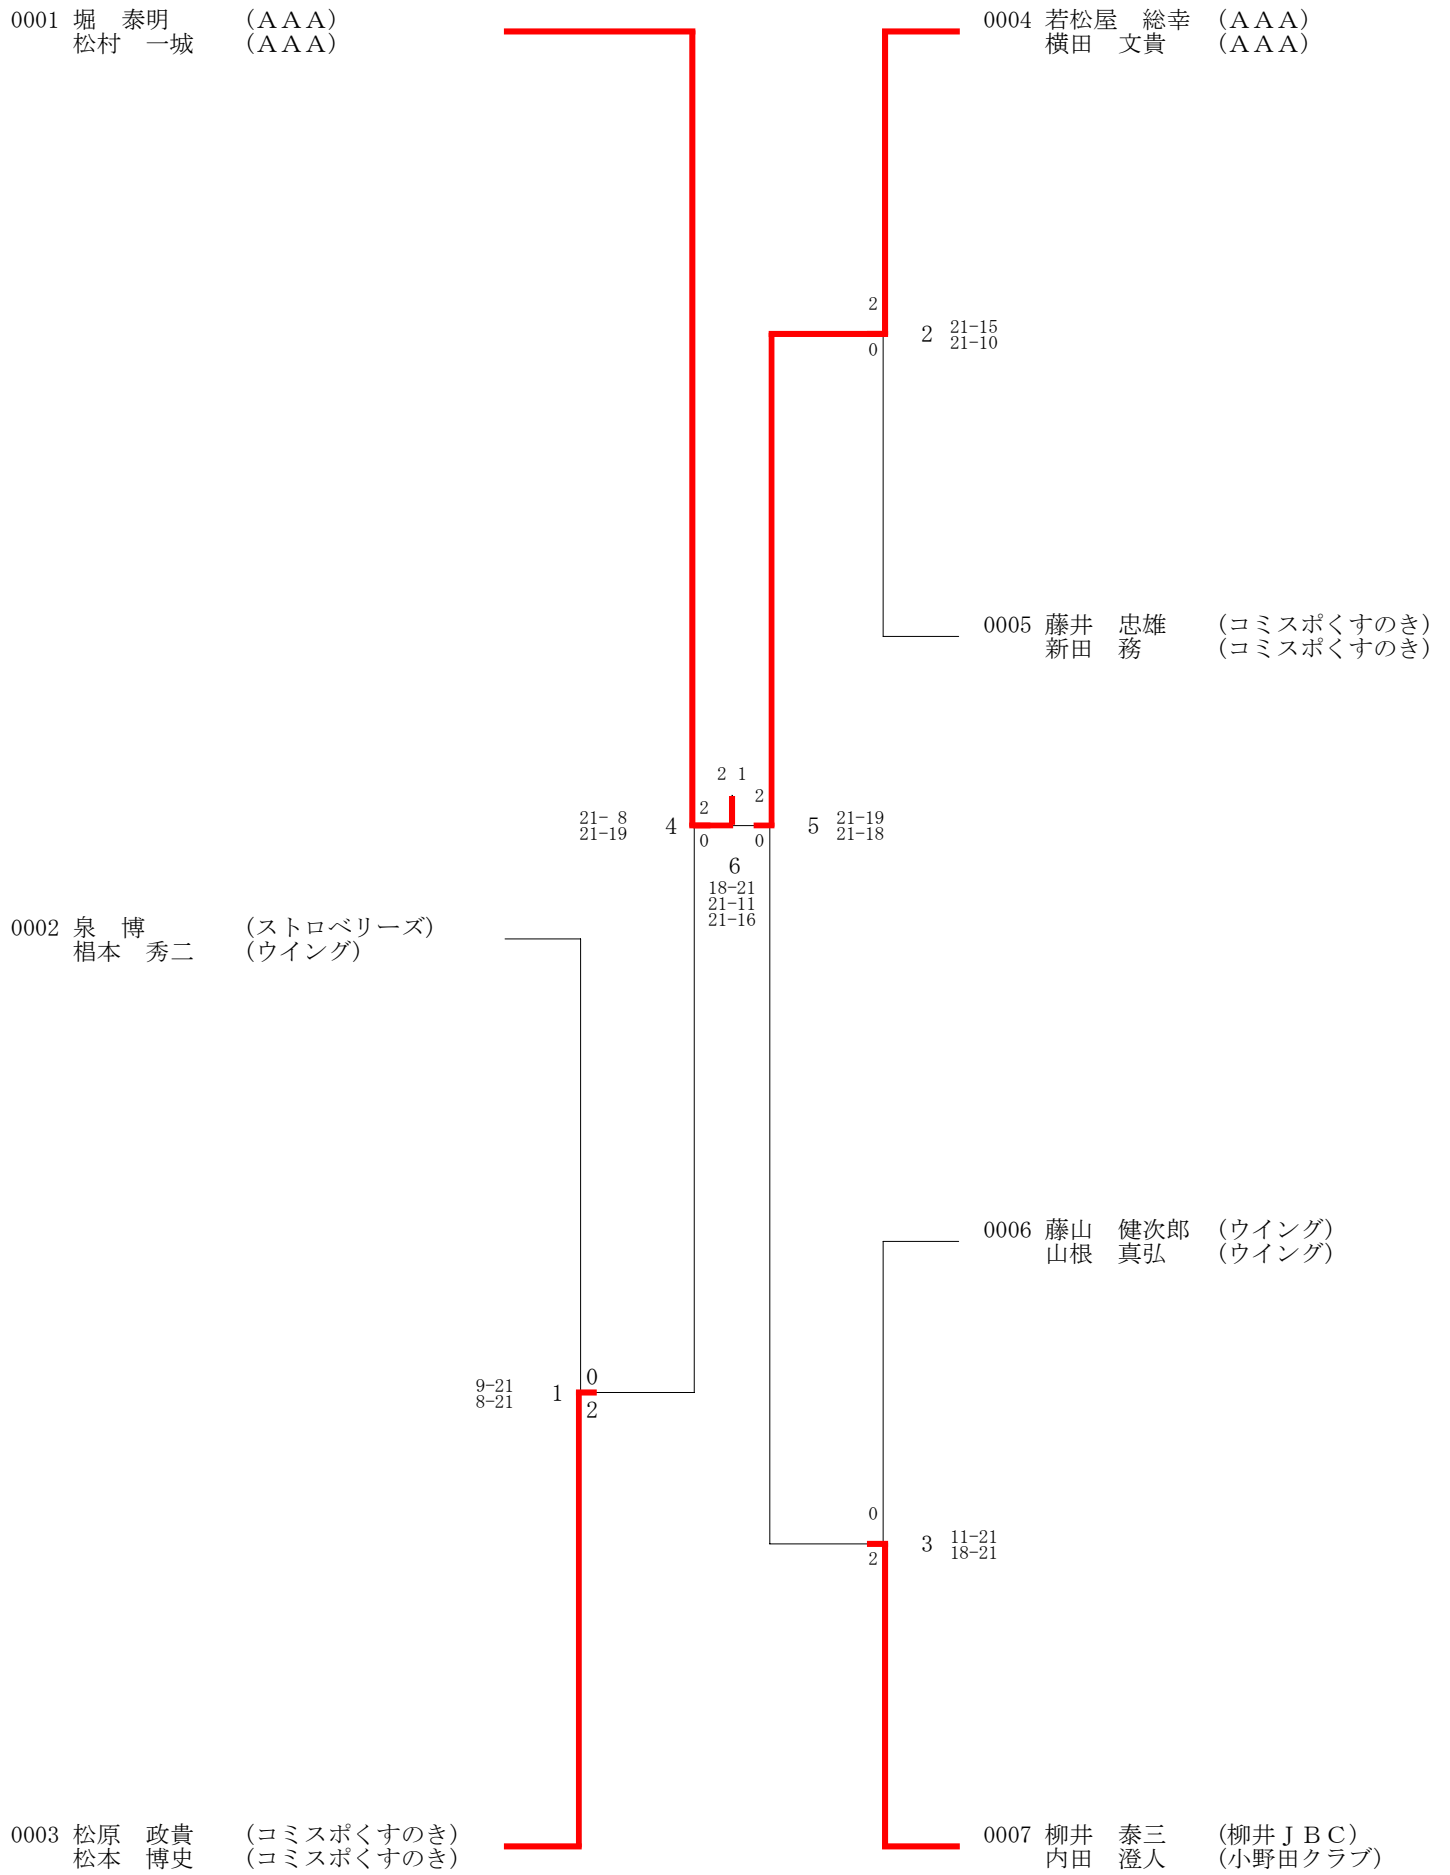 0001 堀　泰明　（ＡＡＡ）
松村　一城　（ＡＡＡ）
0004 若松屋　総幸　（ＡＡＡ）
横田　文貴　（ＡＡＡ）
2
2 21-15
21-10
0
0005 藤井　忠雄　（コミスポくすのき）
新田　務　（コミスポくすのき）
2 1
2
2
21- 8
21-19
4
5
21-19
21-18
0
0
6
18-21
21-11
21-16
0002 泉　博　（ストロベリーズ）
椙本　秀二　（ウイング）
0006 藤山　健次郎　（ウイング）
山根　真弘　（ウイング）
0
9-21
8-21
1
2
0
3 11-21
18-21
2
0003 松原　政貴　（コミスポくすのき）
松本　博史　（コミスポくすのき）
0007 柳井　泰三　（柳井ＪＢＣ）
内田　澄人　（小野田クラブ）